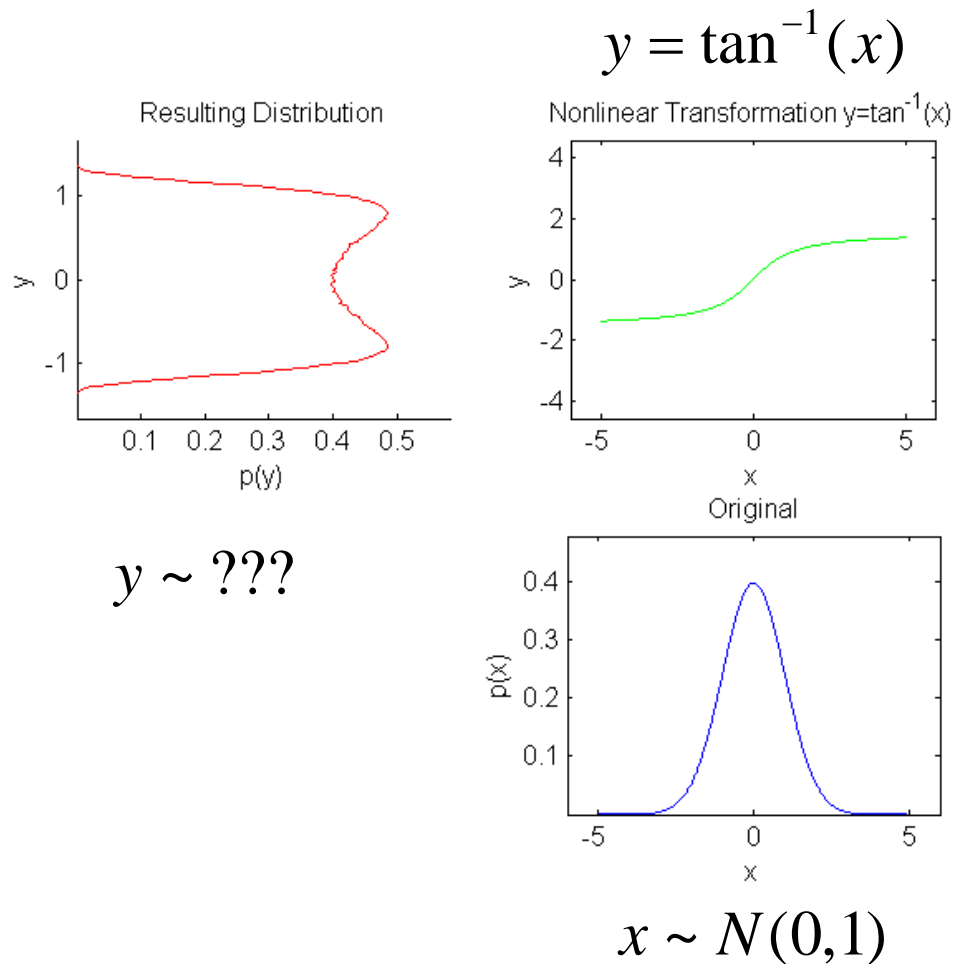 y = tan⁻¹(x)
Resulting Distribution
1
0
-1
y
0.1 0.2 0.3 0.4 0.5
p(y)
Nonlinear Transformation y=tan⁻¹(x)
4
2
0
-2
-4
y
-5 0 5
x
y ~ ???
Original
0.4
0.3
0.2
0.1
p(x)
-5 0 5
x
x ~ N(0,1)